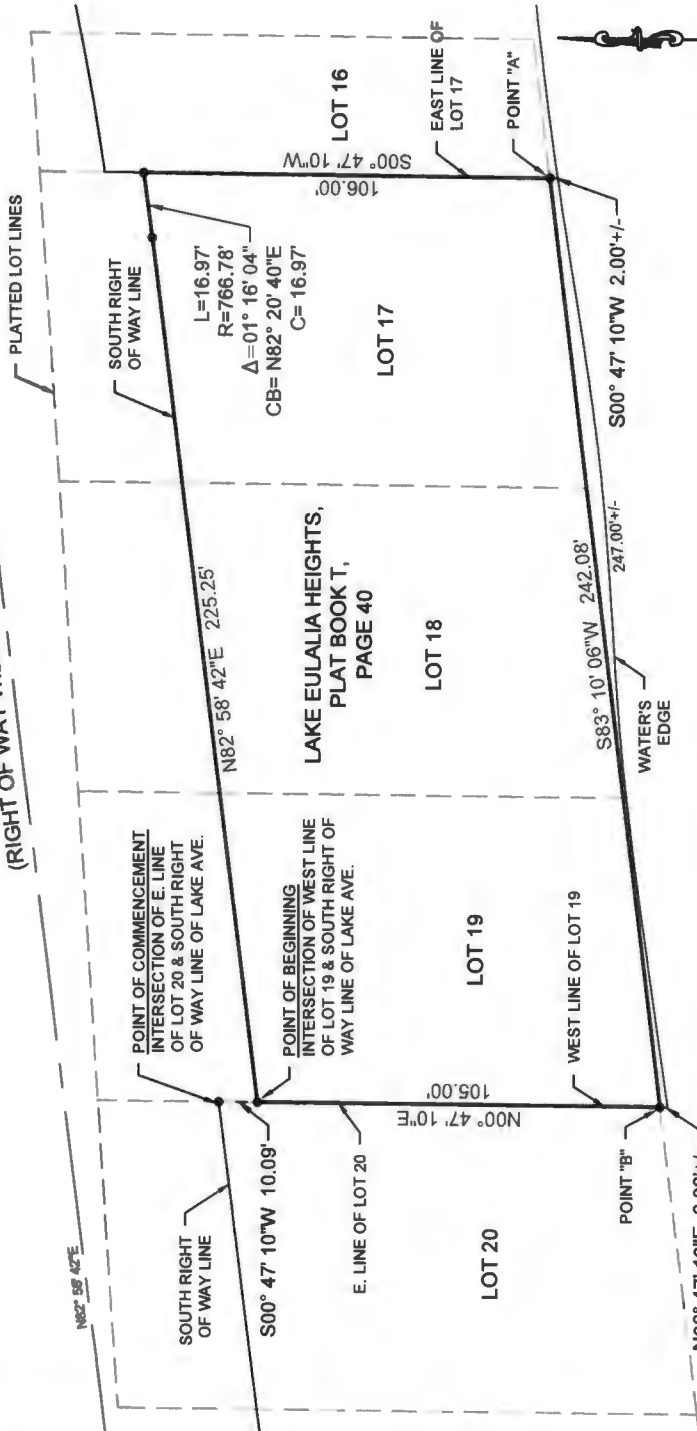 (RIGHT OF WAY
N82° 58' 42"E
PLATTED LOT LINES
POINT OF COMMENCEMENT
INTERSECTION OF E. LINE
OF LOT 20 & SOUTH RIGHT
OF WAY LINE OF LAKE AVE.
SOUTH RIGHT
OF WAY LINE
SOUTH RIGHT
OF WAY LINE
N82° 58' 42"E 225.25'
L=16.97'
R=766.78'
Δ=01° 16' 04"
CB= N82° 20' 40"E
C= 16.97'
LOT 16
S00° 47' 10"W
106.00'
EAST LINE OF
LOT 17
POINT "A"
S00° 47' 10"W 10.09'
POINT OF BEGINNING
INTERSECTION OF WEST LINE
OF LOT 19 & SOUTH RIGHT OF
WAY LINE OF LAKE AVE.
LAKE EULALIA HEIGHTS,
PLAT BOOK T,
PAGE 40
LOT 17
LOT 18
LOT 19
LOT 20
E. LINE OF LOT 20
105.00'
N00° 47' 10"E
WEST LINE OF LOT 19
POINT "B"
S83° 10' 06"W 242.08'
247.00'+/-
WATER'S
EDGE
S00° 47' 10"W 2.00'+/-